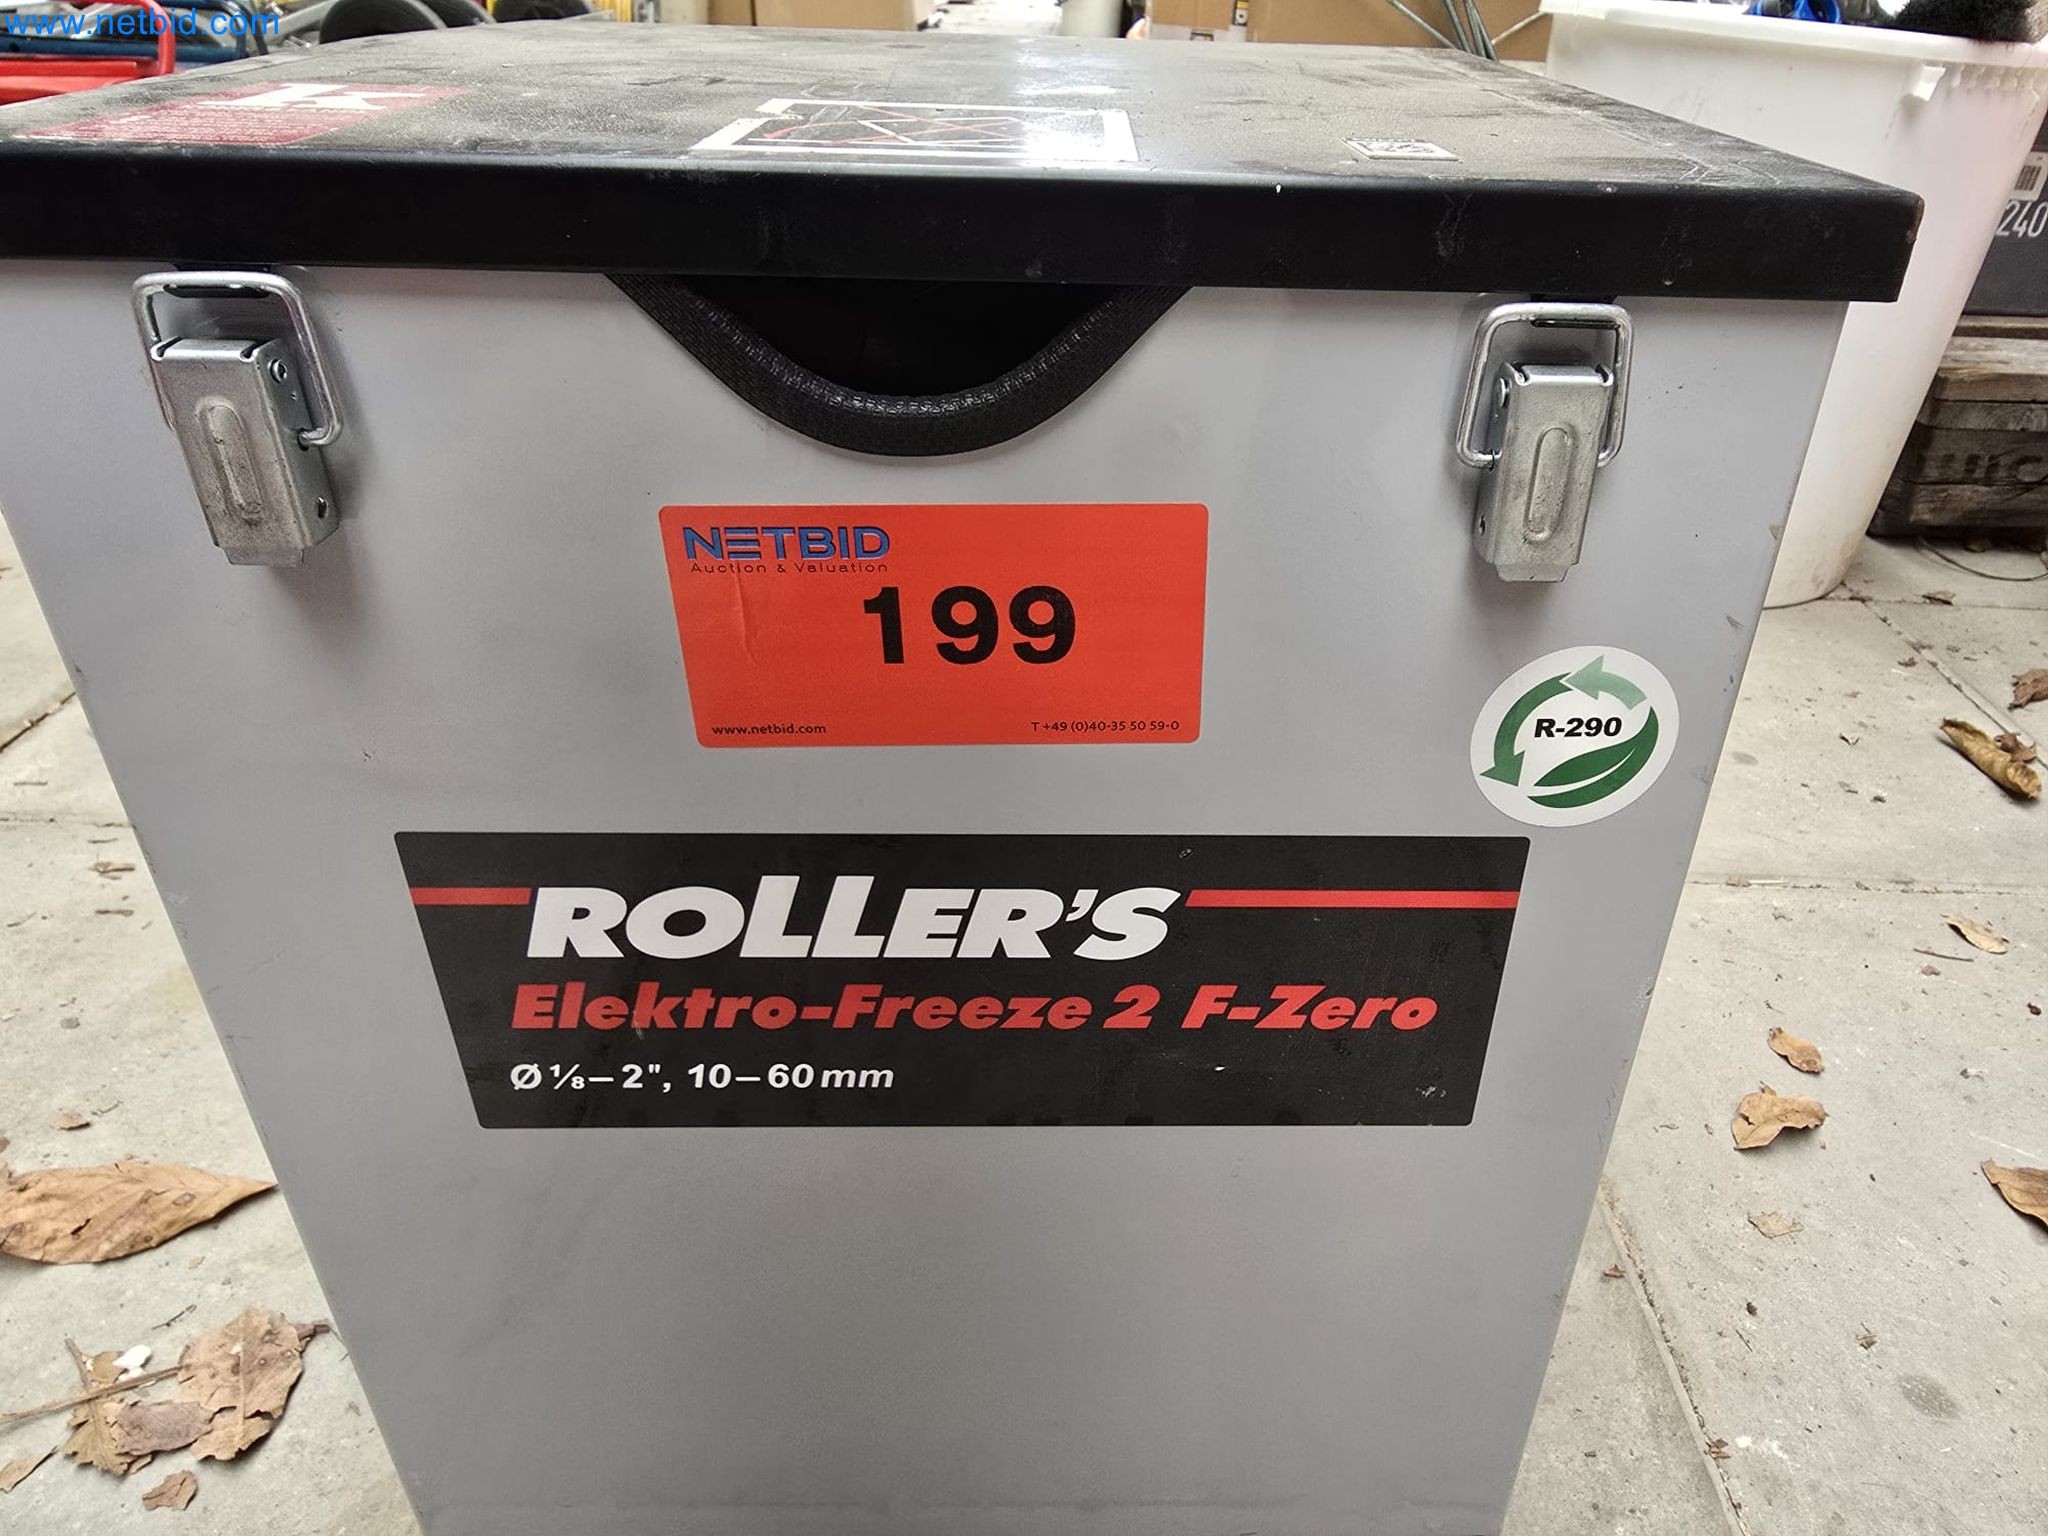 www.netbid.com
240
NETBID
Auction & Valuation
199
www.netbid.com
T +49 (0)40-35 50 59-0
R-290
ROLLER'S
Elektro-Freeze 2 F-Zero
Ø ⅛–2", 10–60 mm